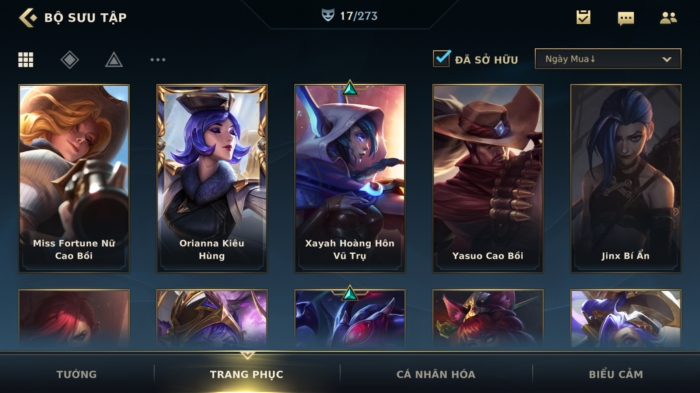 BỘ SƯU TẬP
17/273
ĐÃ SỞ HỮU
Ngày Mua↓
Miss Fortune Nữ
Cao Bồi
Orianna Kiêu
Hùng
Xayah Hoàng Hôn
Vũ Trụ
Yasuo Cao Bồi
Jinx Bí Ẩn
TƯỚNG
TRANG PHỤC
CÁ NHÂN HÓA
BIỂU CẢM